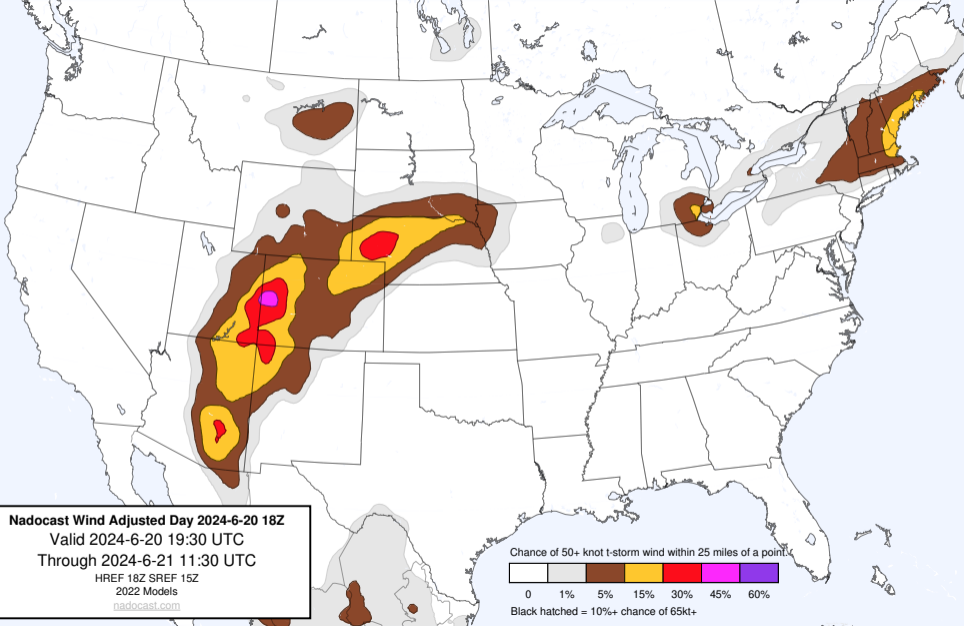 Nadocast Wind Adjusted Day 2024-6-20 18Z
Valid 2024-6-20 19:30 UTC
Through 2024-6-21 11:30 UTC
HREF 18Z SREF 15Z
2022 Models
nadocast.com
Chance of 50+ knot t-storm wind within 25 miles of a point.
0 1% 5% 15% 30% 45% 60%
Black hatched = 10%+ chance of 65kt+